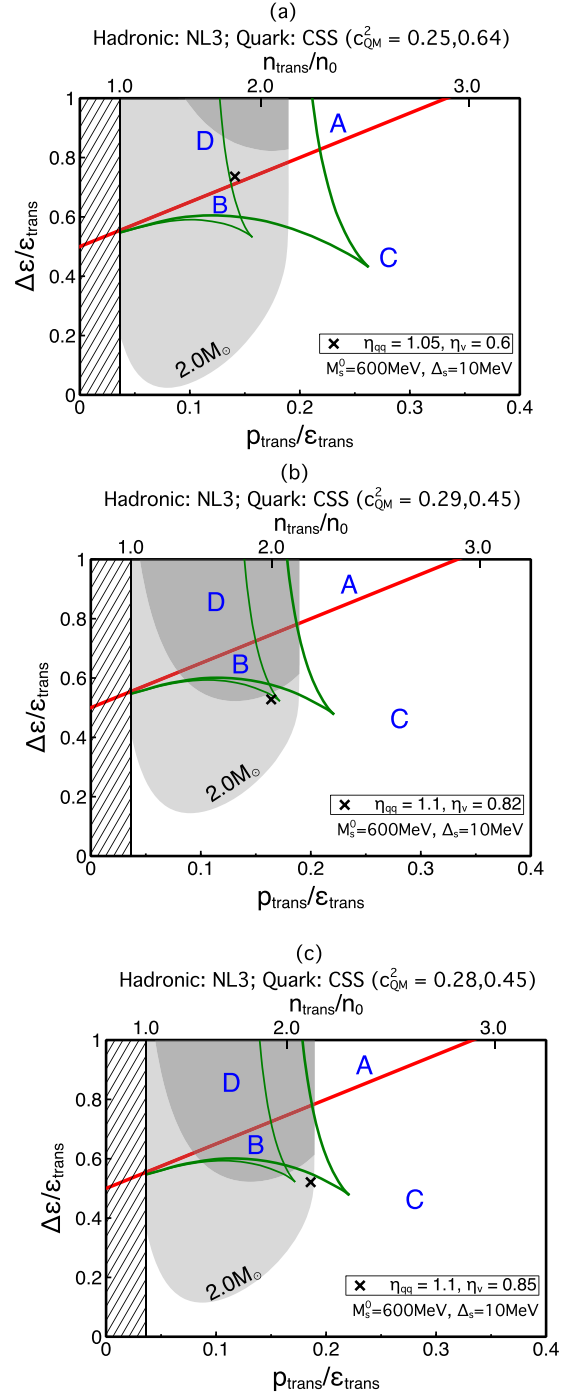 (a)
Hadronic: NL3; Quark: CSS (c²QM = 0.25,0.64)
ntrans/n0
1.0 2.0 3.0
1
0.8
0.6
0.4
0.2
0
Δε/εtrans
A
D
B
C
2.0M⊙
× ηqq = 1.05, ηv = 0.6
M⁰s=600MeV, Δs=10MeV
0 0.1 0.2 0.3 0.4
ptrans/εtrans
(b)
Hadronic: NL3; Quark: CSS (c²QM = 0.29,0.45)
ntrans/n0
1.0 2.0 3.0
1
0.8
0.6
0.4
0.2
0
Δε/εtrans
A
D
B
C
2.0M⊙
× ηqq = 1.1, ηv = 0.82
M⁰s=600MeV, Δs=10MeV
0 0.1 0.2 0.3 0.4
ptrans/εtrans
(c)
Hadronic: NL3; Quark: CSS (c²QM = 0.28,0.45)
ntrans/n0
1.0 2.0 3.0
1
0.8
0.6
0.4
0.2
0
Δε/εtrans
A
D
B
C
2.0M⊙
× ηqq = 1.1, ηv = 0.85
M⁰s=600MeV, Δs=10MeV
0 0.1 0.2 0.3 0.4
ptrans/εtrans